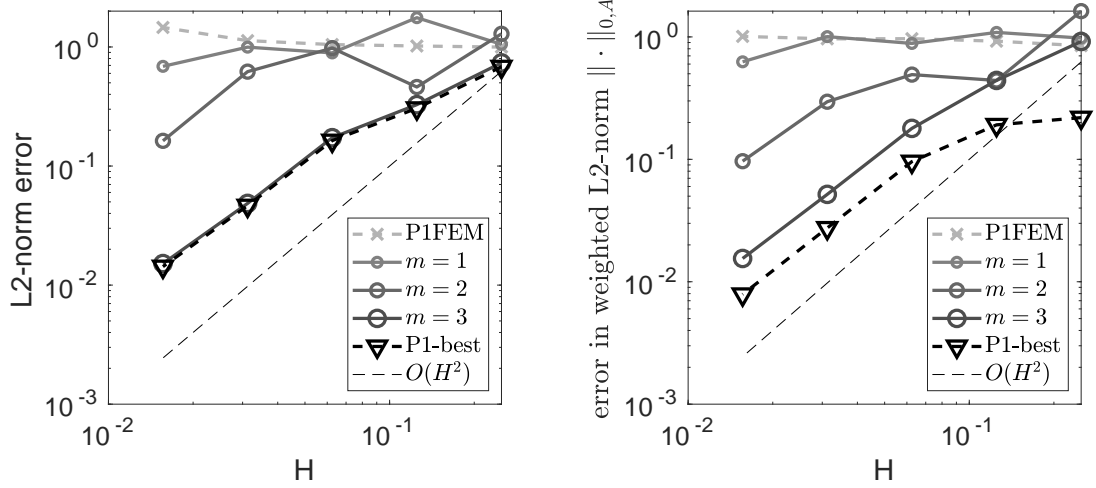 L2-norm error
10^0
10^{-1}
10^{-2}
10^{-3}
P1FEM
m = 1
m = 2
m = 3
P1-best
O(H^2)
10^{-2}
10^{-1}
H
error in weighted L2-norm ‖ · ‖_{0,A}
10^0
10^{-1}
10^{-2}
10^{-3}
P1FEM
m = 1
m = 2
m = 3
P1-best
O(H^2)
10^{-2}
10^{-1}
H